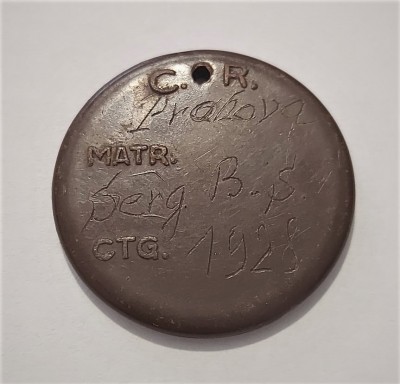 C. R.
Prahova
MATR.
Serg. B. S.
CTG. 1928